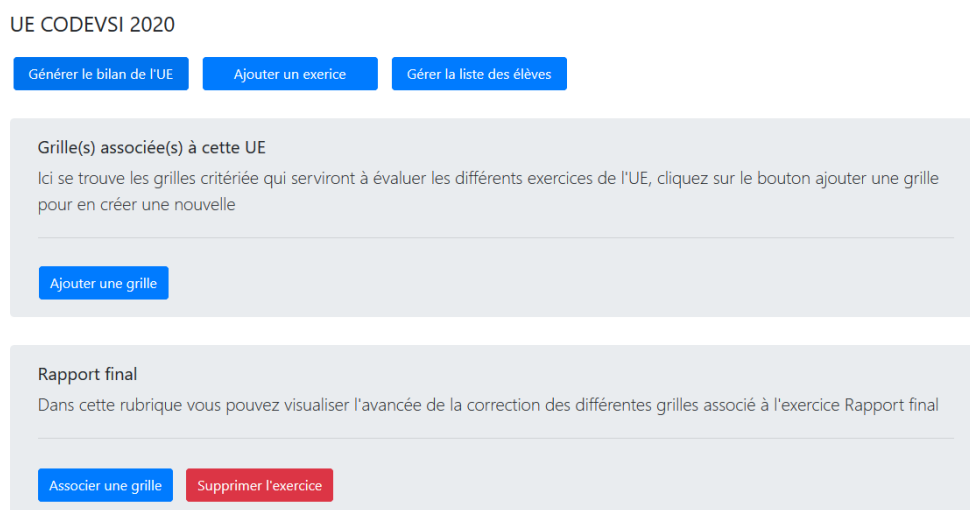 UE CODEVSI 2020
Générer le bilan de l'UE Ajouter un exerice Gérer la liste des élèves
Grille(s) associée(s) à cette UE
Ici se trouve les grilles critériée qui serviront à évaluer les différents exercices de l'UE, cliquez sur le bouton ajouter une grille
pour en créer une nouvelle
Ajouter une grille
Rapport final
Dans cette rubrique vous pouvez visualiser l'avancée de la correction des différentes grilles associé à l'exercice Rapport final
Associer une grille Supprimer l'exercice